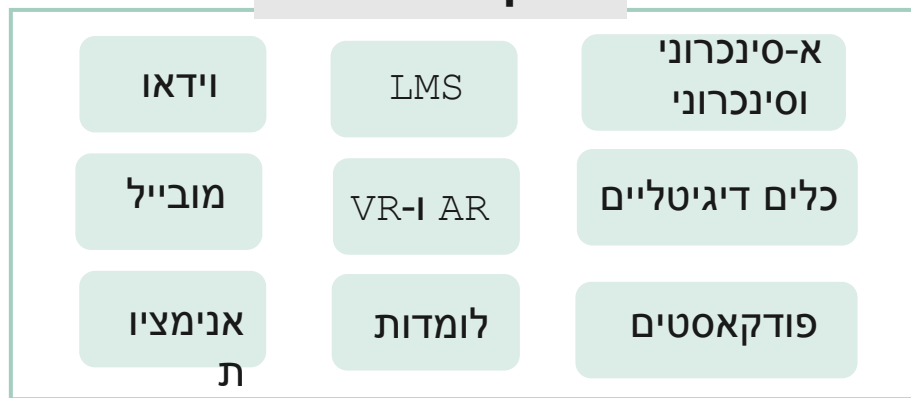 א-סינכרוני
וסינכרוני
LMS
וידאו
כלים דיגיטליים
AR ו-VR
מובייל
פודקאסטים
לומדות
אנימציו
ת